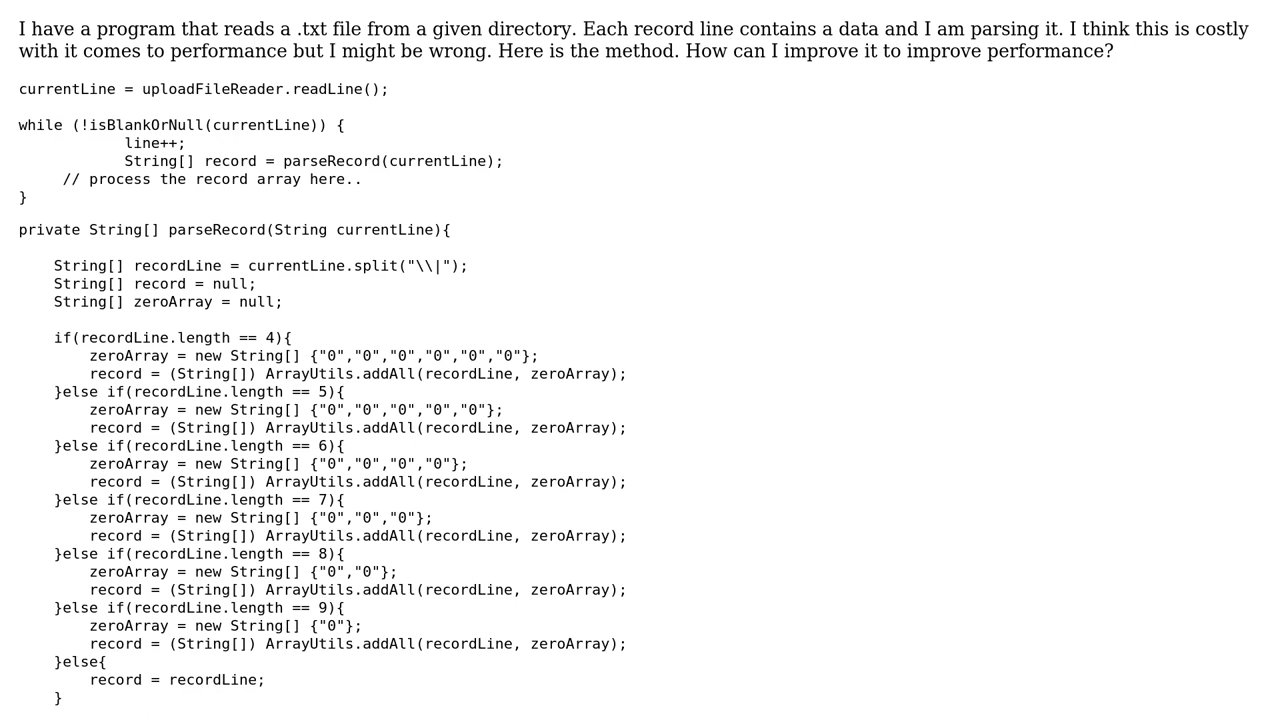 I have a program that reads a .txt file from a given directory. Each record line contains a data and I am parsing it. I think this is costly
with it comes to performance but I might be wrong. Here is the method. How can I improve it to improve performance?
currentLine = uploadFileReader.readLine();
while (!isBlankOrNull(currentLine)) {
            line++;
            String[] record = parseRecord(currentLine);
     // process the record array here..
}
private String[] parseRecord(String currentLine){
    String[] recordLine = currentLine.split("\\|");
    String[] record = null;
    String[] zeroArray = null;
    if(recordLine.length == 4){
        zeroArray = new String[] {"0","0","0","0","0","0"};
        record = (String[]) ArrayUtils.addAll(recordLine, zeroArray);
    }else if(recordLine.length == 5){
        zeroArray = new String[] {"0","0","0","0","0"};
        record = (String[]) ArrayUtils.addAll(recordLine, zeroArray);
    }else if(recordLine.length == 6){
        zeroArray = new String[] {"0","0","0","0"};
        record = (String[]) ArrayUtils.addAll(recordLine, zeroArray);
    }else if(recordLine.length == 7){
        zeroArray = new String[] {"0","0","0"};
        record = (String[]) ArrayUtils.addAll(recordLine, zeroArray);
    }else if(recordLine.length == 8){
        zeroArray = new String[] {"0","0"};
        record = (String[]) ArrayUtils.addAll(recordLine, zeroArray);
    }else if(recordLine.length == 9){
        zeroArray = new String[] {"0"};
        record = (String[]) ArrayUtils.addAll(recordLine, zeroArray);
    }else{
        record = recordLine;
    }